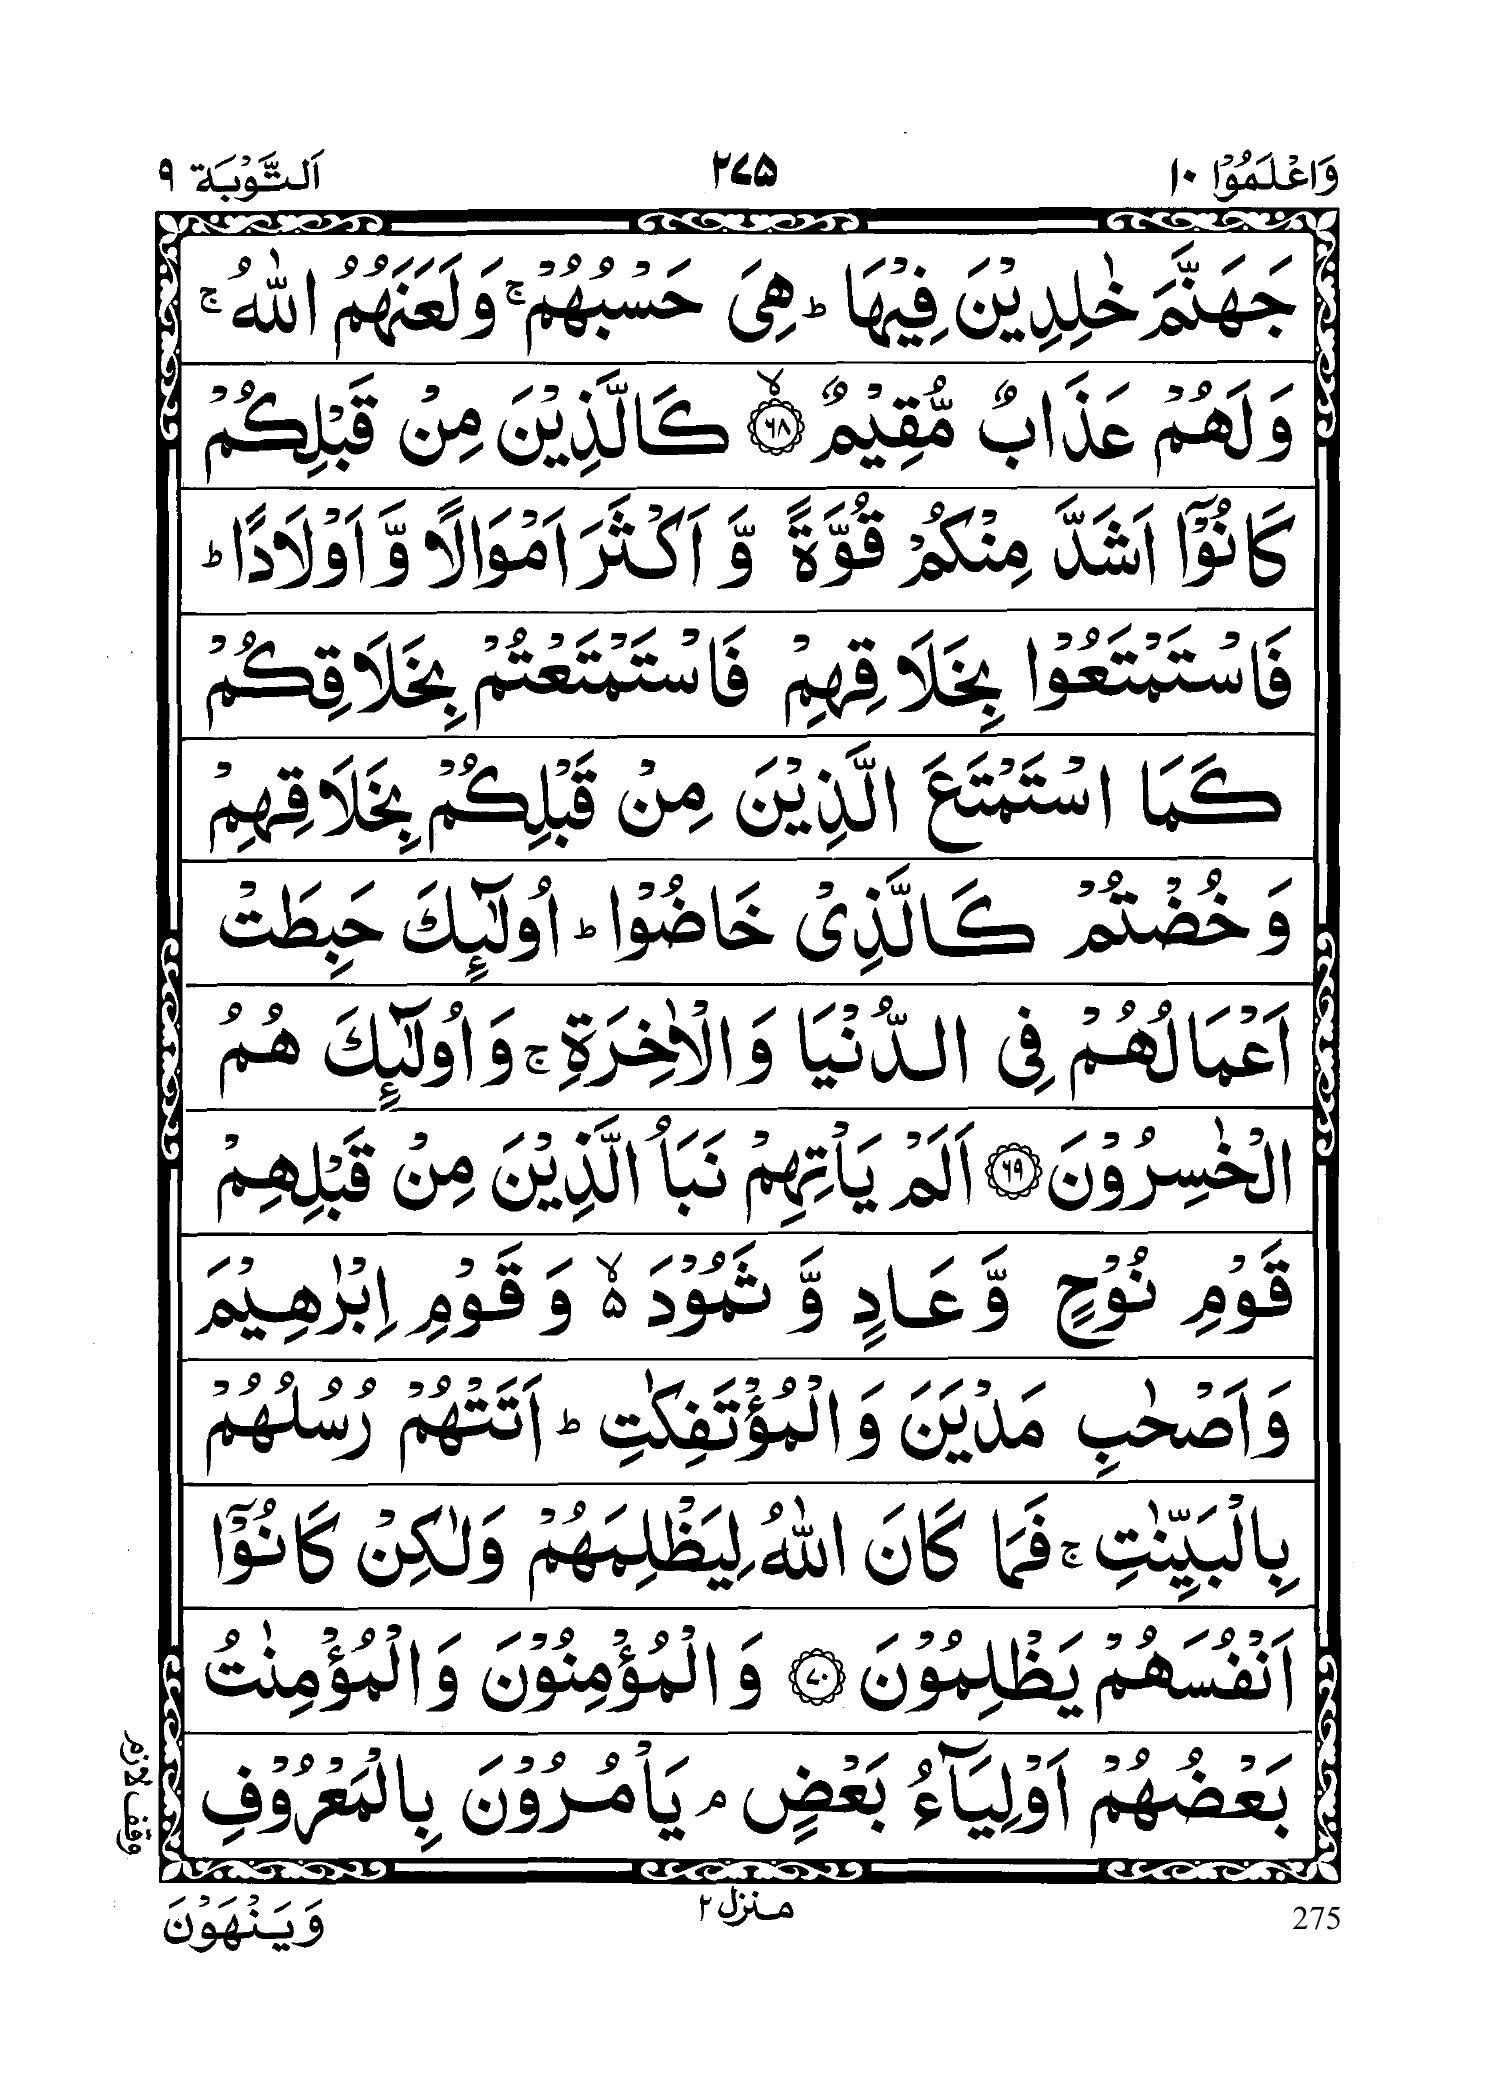 وَاعْلَمُوْۤا ۱۰ ۲۷۵ اَلتَّوْبَة ۹
جَهَنَّمَ خٰلِدِيْنَ فِيْهَا ؕ هِيَ حَسْبُهُمْ ۚ وَلَعَنَهُمُ اللّٰهُ ۚ
وَلَهُمْ عَذَابٌ مُّقِيْمٌ ۙ ﴿۶۸﴾ كَالَّذِيْنَ مِنْ قَبْلِكُمْ
كَانُوْۤا اَشَدَّ مِنْكُمْ قُوَّةً وَّ اَكْثَرَ اَمْوَالًا وَّ اَوْلَادًا ؕ
فَاسْتَمْتَعُوْا بِخَلَاقِهِمْ فَاسْتَمْتَعْتُمْ بِخَلَاقِكُمْ
كَمَا اسْتَمْتَعَ الَّذِيْنَ مِنْ قَبْلِكُمْ بِخَلَاقِهِمْ
وَخُضْتُمْ كَالَّذِيْ خَاضُوْا ؕ اُولٰٓئِكَ حَبِطَتْ
اَعْمَالُهُمْ فِي الدُّنْيَا وَالْاٰخِرَةِ ۚ وَاُولٰٓئِكَ هُمُ
الْخٰسِرُوْنَ ﴿۶۹﴾ اَلَمْ يَاْتِهِمْ نَبَاُ الَّذِيْنَ مِنْ قَبْلِهِمْ
قَوْمِ نُوْحٍ وَّعَادٍ وَّ ثَمُوْدَ ۵ۙ وَ قَوْمِ اِبْرٰهِيْمَ
وَاَصْحٰبِ مَدْيَنَ وَالْمُؤْتَفِكٰتِ ؕ اَتَتْهُمْ رُسُلُهُمْ
بِالْبَيِّنٰتِ ۚ فَمَا كَانَ اللّٰهُ لِيَظْلِمَهُمْ وَلٰكِنْ كَانُوْۤا
اَنْفُسَهُمْ يَظْلِمُوْنَ ﴿۷۰﴾ وَالْمُؤْمِنُوْنَ وَالْمُؤْمِنٰتُ
بَعْضُهُمْ اَوْلِيَآءُ بَعْضٍ ۘ يَاْمُرُوْنَ بِالْمَعْرُوْفِ
وقف لازم
275 منزل ۲ وَيَنْهَوْنَ